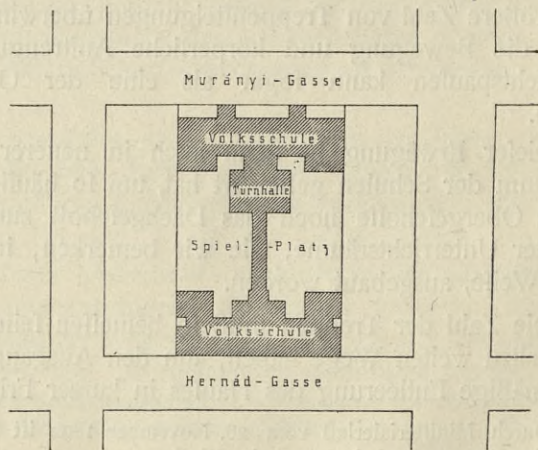 Murányi-Gasse
Volksschule
Turnhalle
Spiel-Platz
Volksschule
Hernád-Gasse